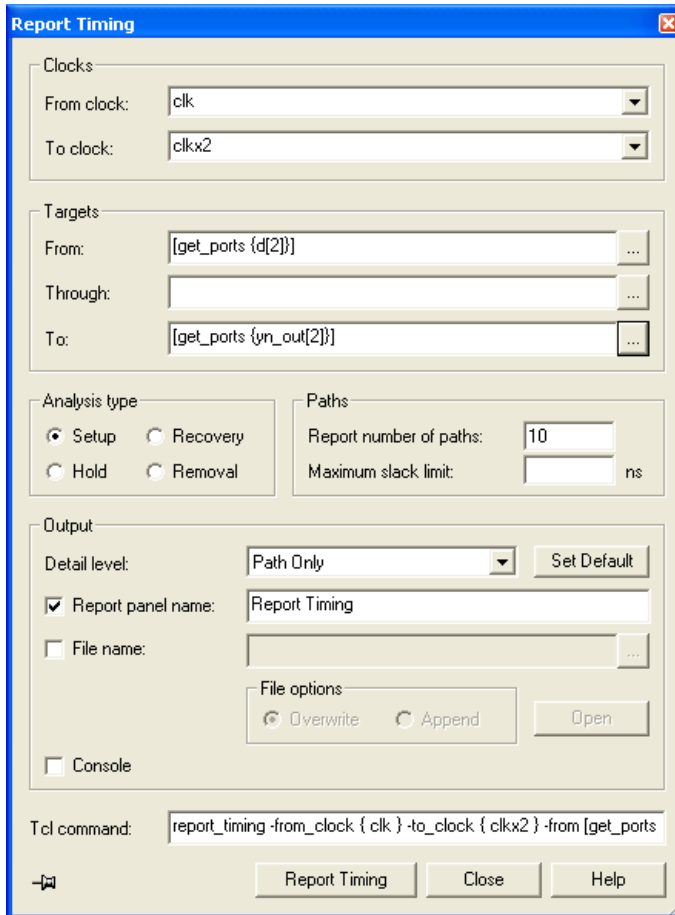 Report Timing
Clocks
From clock: clk
To clock: clkx2
Targets
From: [get_ports {d[2]}] ...
Through: ...
To: [get_ports {yn_out[2]}] ...
Analysis type
Setup Recovery
Hold Removal
Paths
Report number of paths: 10
Maximum slack limit: ns
Output
Detail level: Path Only Set Default
Report panel name: Report Timing
File name: ...
File options
Overwrite Append Open
Console
Tcl command: report_timing -from_clock { clk } -to_clock { clkx2 } -from [get_ports
Report Timing Close Help